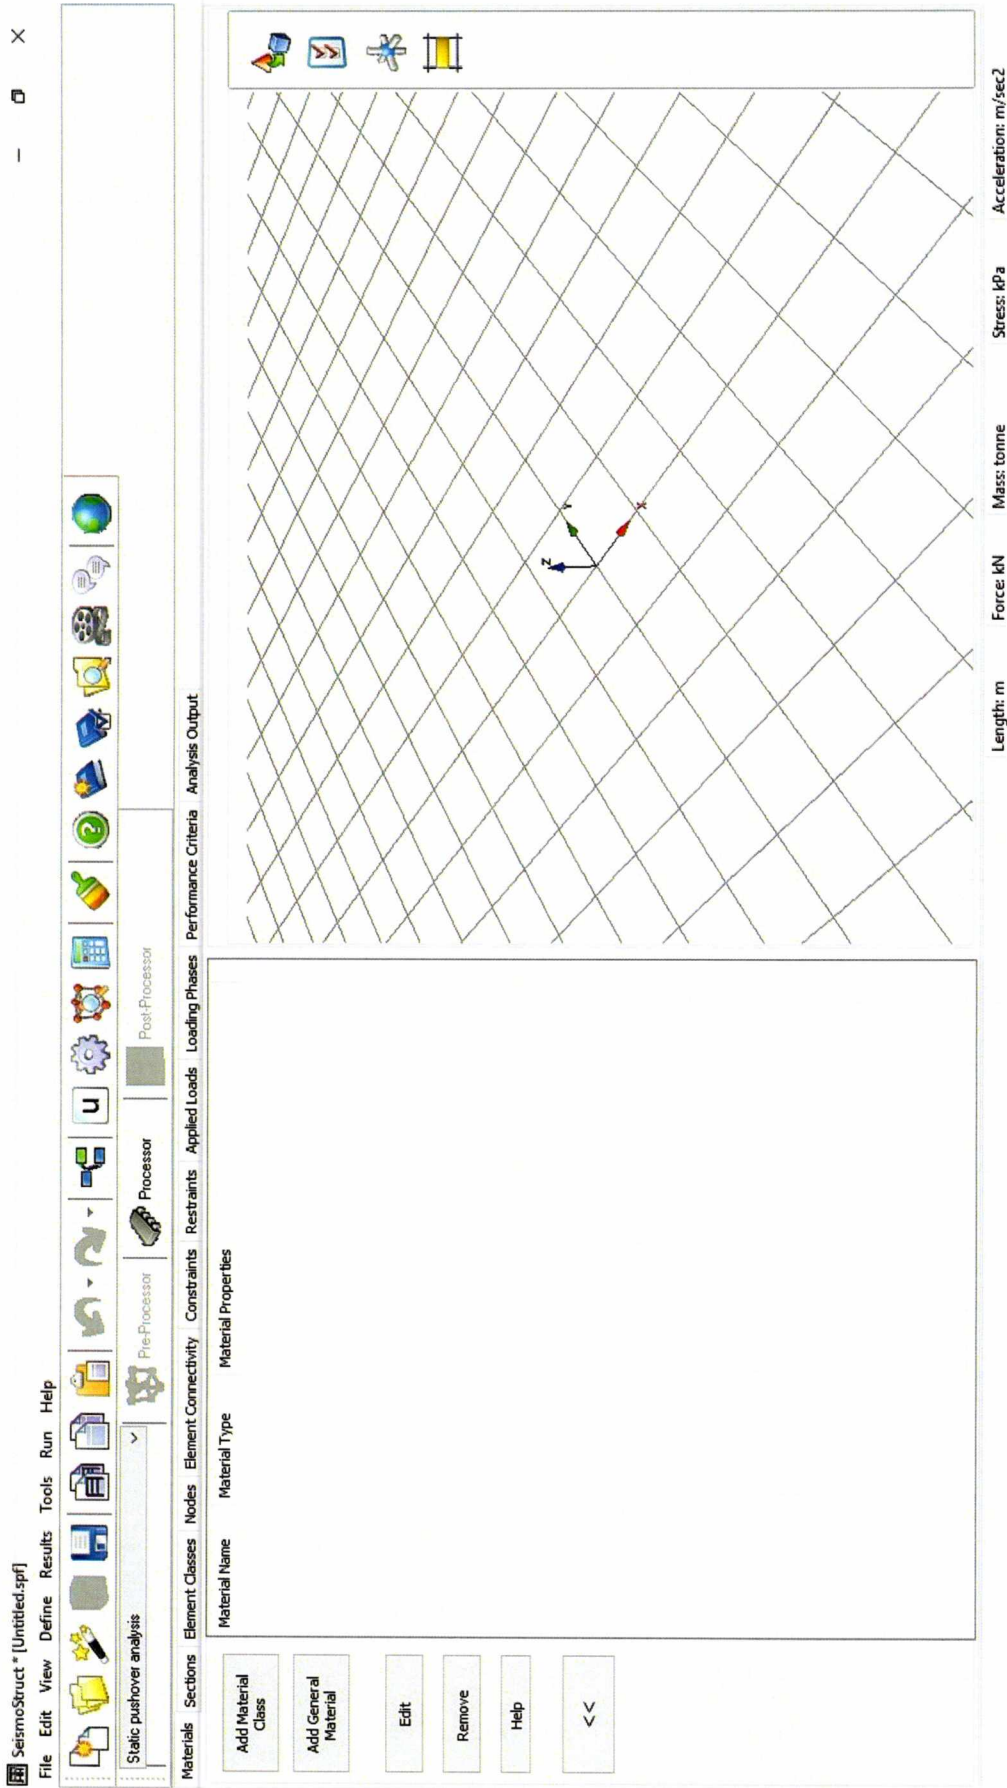 SeismoStruct * [Untitled.spf]
File Edit View Define Results Tools Run Help
n
?
Static pushover analysis
Pre-Processor Processor Post-Processor
Materials Sections Element Classes Nodes Element Connectivity Constraints Restraints Applied Loads Loading Phases Performance Criteria Analysis Output
Add Material
Class
Add General
Material
Edit
Remove
Help
<<
Material Name Material Type Material Properties
Z
Y
X
Length: m Force: kN Mass: tonne Stress: kPa Acceleration: m/sec2